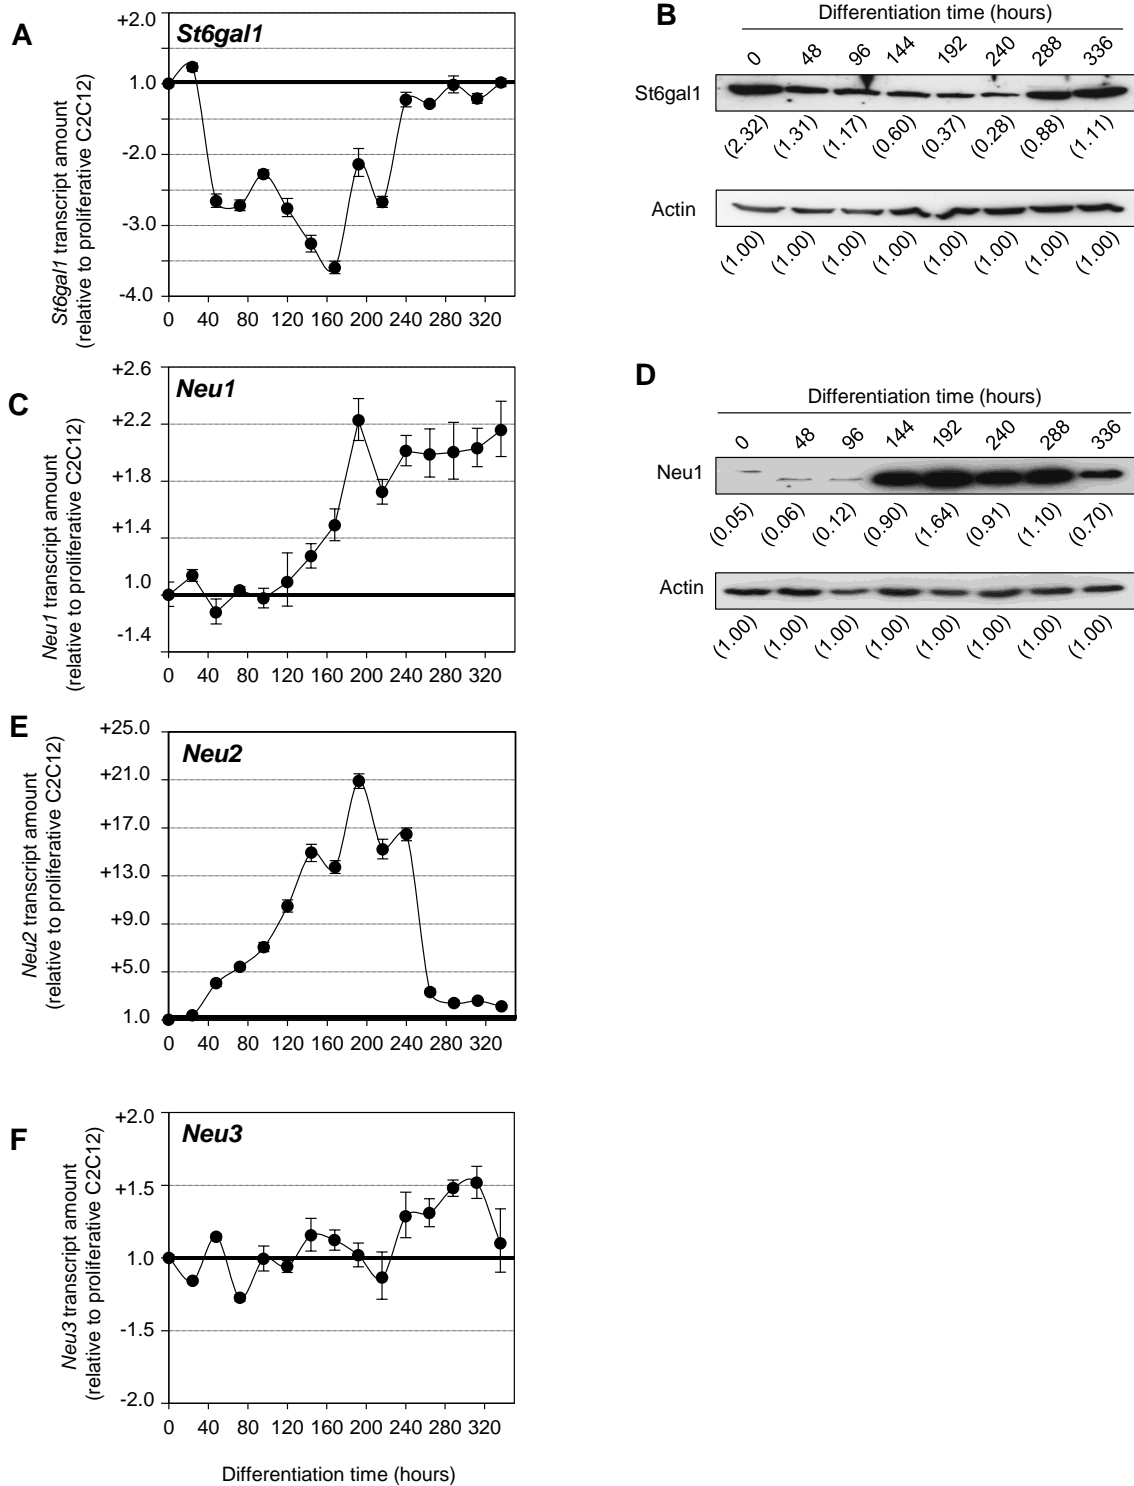 A
St6gal1
St6gal1 transcript amount
(relative to proliferative C2C12)
+2.0
1.0
-2.0
-3.0
-4.0
0 40 80 120 160 200 240 280 320
B
Differentiation time (hours)
0 48 96 144 192 240 288 336
St6gal1
(2.32) (1.31) (1.17) (0.60) (0.37) (0.28) (0.88) (1.11)
Actin
(1.00) (1.00) (1.00) (1.00) (1.00) (1.00) (1.00) (1.00)
C
Neu1
Neu1 transcript amount
(relative to proliferative C2C12)
+2.6
+2.2
+1.8
+1.4
1.0
-1.4
0 40 80 120 160 200 240 280 320
D
Differentiation time (hours)
0 48 96 144 192 240 288 336
Neu1
(0.05) (0.06) (0.12) (0.90) (1.64) (0.91) (1.10) (0.70)
Actin
(1.00) (1.00) (1.00) (1.00) (1.00) (1.00) (1.00) (1.00)
E
Neu2
Neu2 transcript amount
(relative to proliferative C2C12)
+25.0
+21.0
+17.0
+13.0
+9.0
+5.0
1.0
0 40 80 120 160 200 240 280 320
F
Neu3
Neu3 transcript amount
(relative to proliferative C2C12)
+2.0
+1.5
1.0
-1.5
-2.0
0 40 80 120 160 200 240 280 320
Differentiation time (hours)